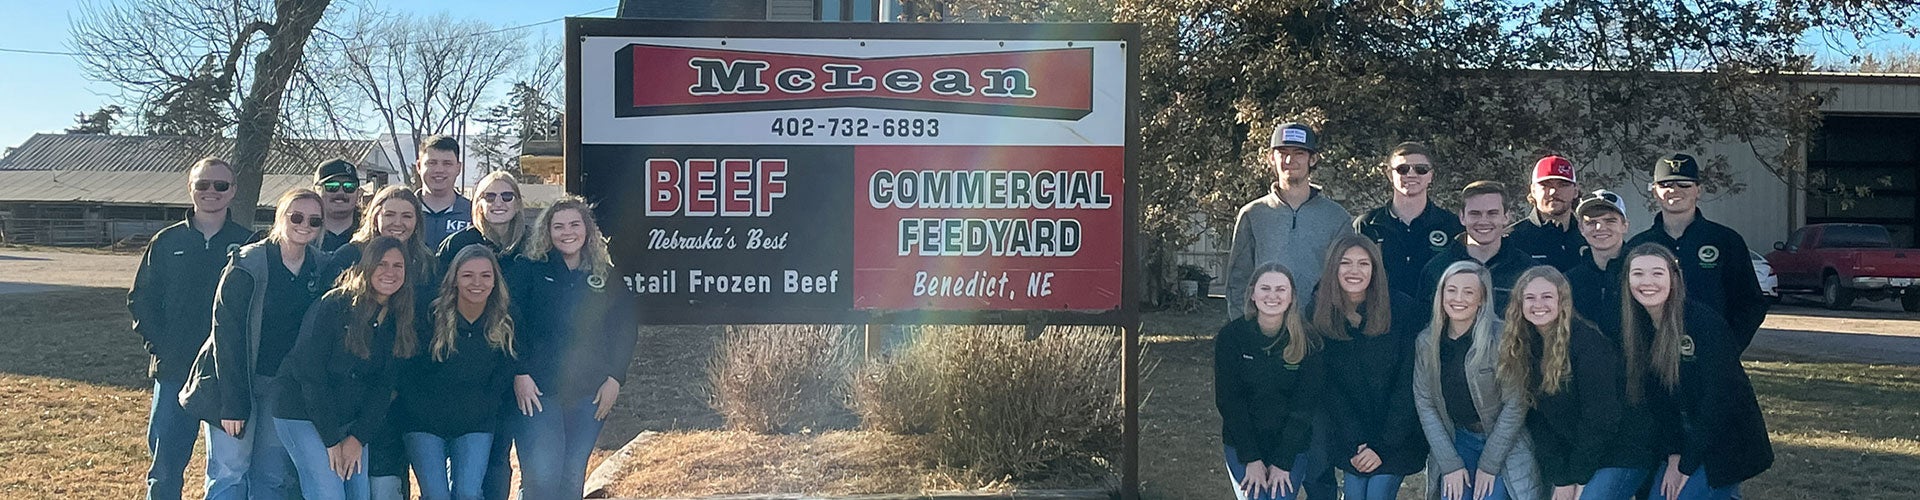 McLean
402-732-6893
BEEF
Nebraska's Best
etail Frozen Beef
COMMERCIAL
FEEDYARD
Benedict, NE